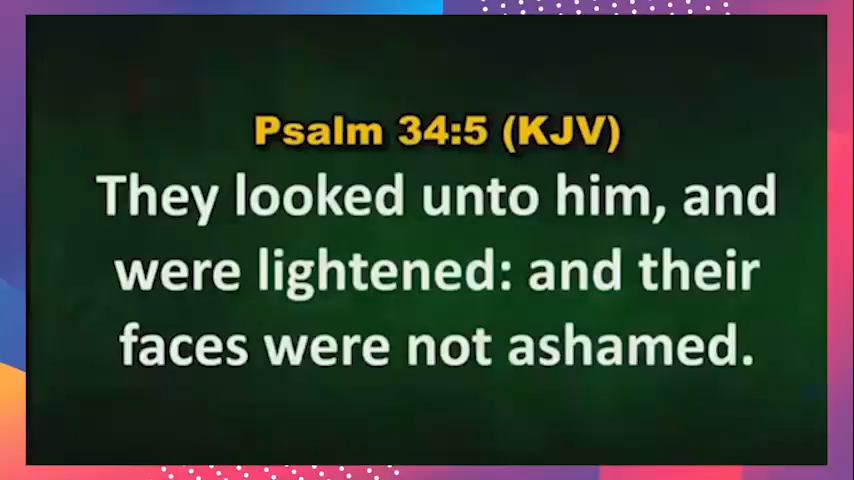 Psalm 34:5 (KJV)
They looked unto him, and
were lightened: and their
faces were not ashamed.